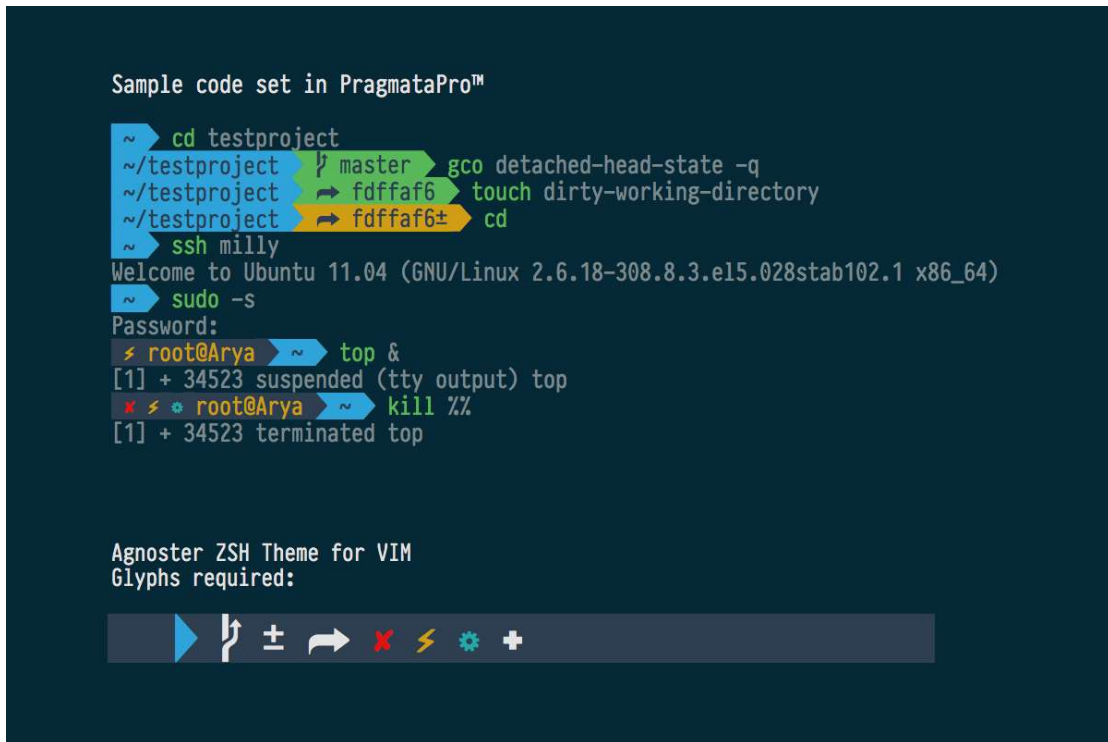 Sample code set in PragmataPro™
~ cd testproject
~/testproject master gco detached-head-state -q
~/testproject ➦ fdffaf6 touch dirty-working-directory
~/testproject ➦ fdffaf6± cd
~ ssh milly
Welcome to Ubuntu 11.04 (GNU/Linux 2.6.18-308.8.3.el5.028stab102.1 x86_64)
~ sudo -s
Password:
⚡ root@Arya ~ top &
[1] + 34523 suspended (tty output) top
✘ ⚡ ⚙ root@Arya ~ kill %%
[1] + 34523 terminated top
Agnoster ZSH Theme for VIM
Glyphs required:
± ➦ ✘ ⚡ ⚙ ✚